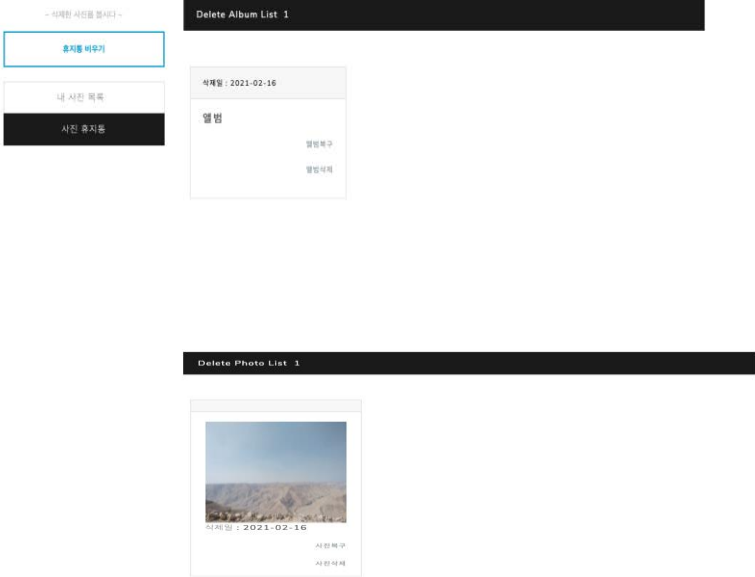 ~ 삭제한 사진들 봅시다 ~
휴지통 비우기
내 사진 목록
사진 휴지통
Delete Album List 1
삭제일 : 2021-02-16
앨범
앨범복구
앨범삭제
Delete Photo List 1
삭제일 : 2021-02-16
사진복구
사진삭제